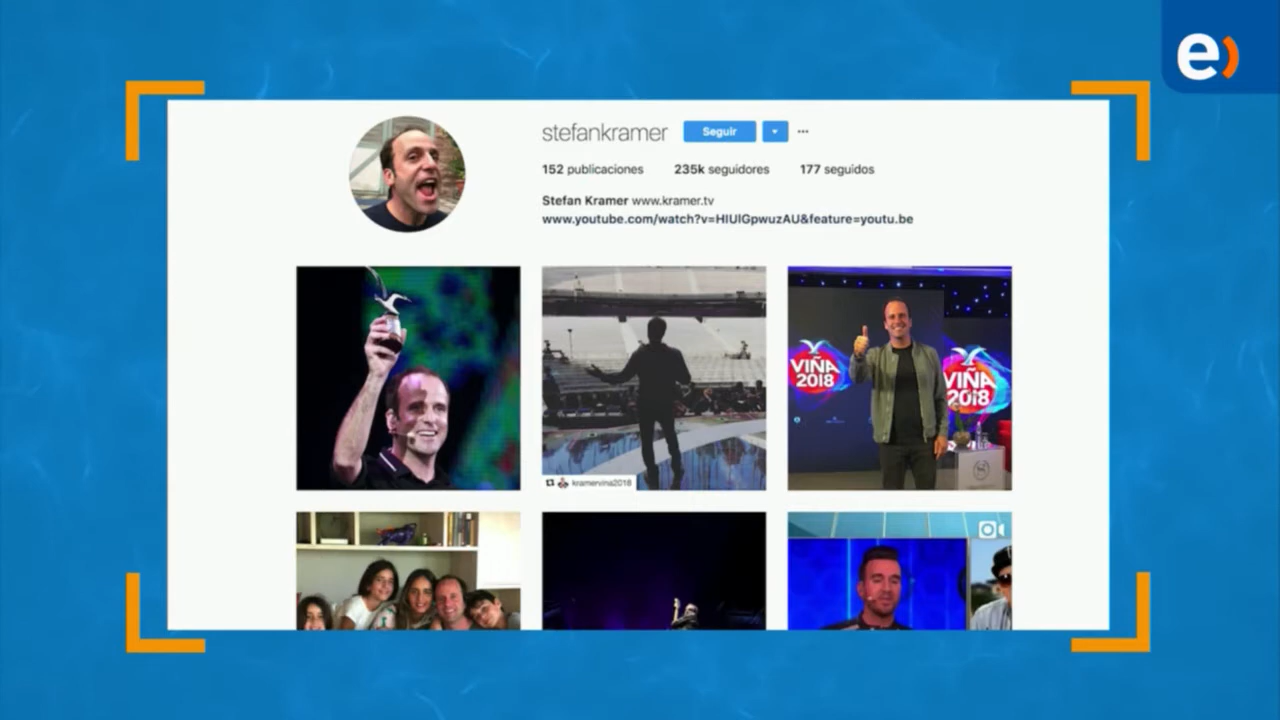 e)
stefankramer Seguir ...
152 publicaciones 235k seguidores 177 seguidos
Stefan Kramer www.kramer.tv
www.youtube.com/watch?v=HIUIGpwuzAU&feature=youtu.be
VIÑA
2018
VIÑA
2018
kramervina2018